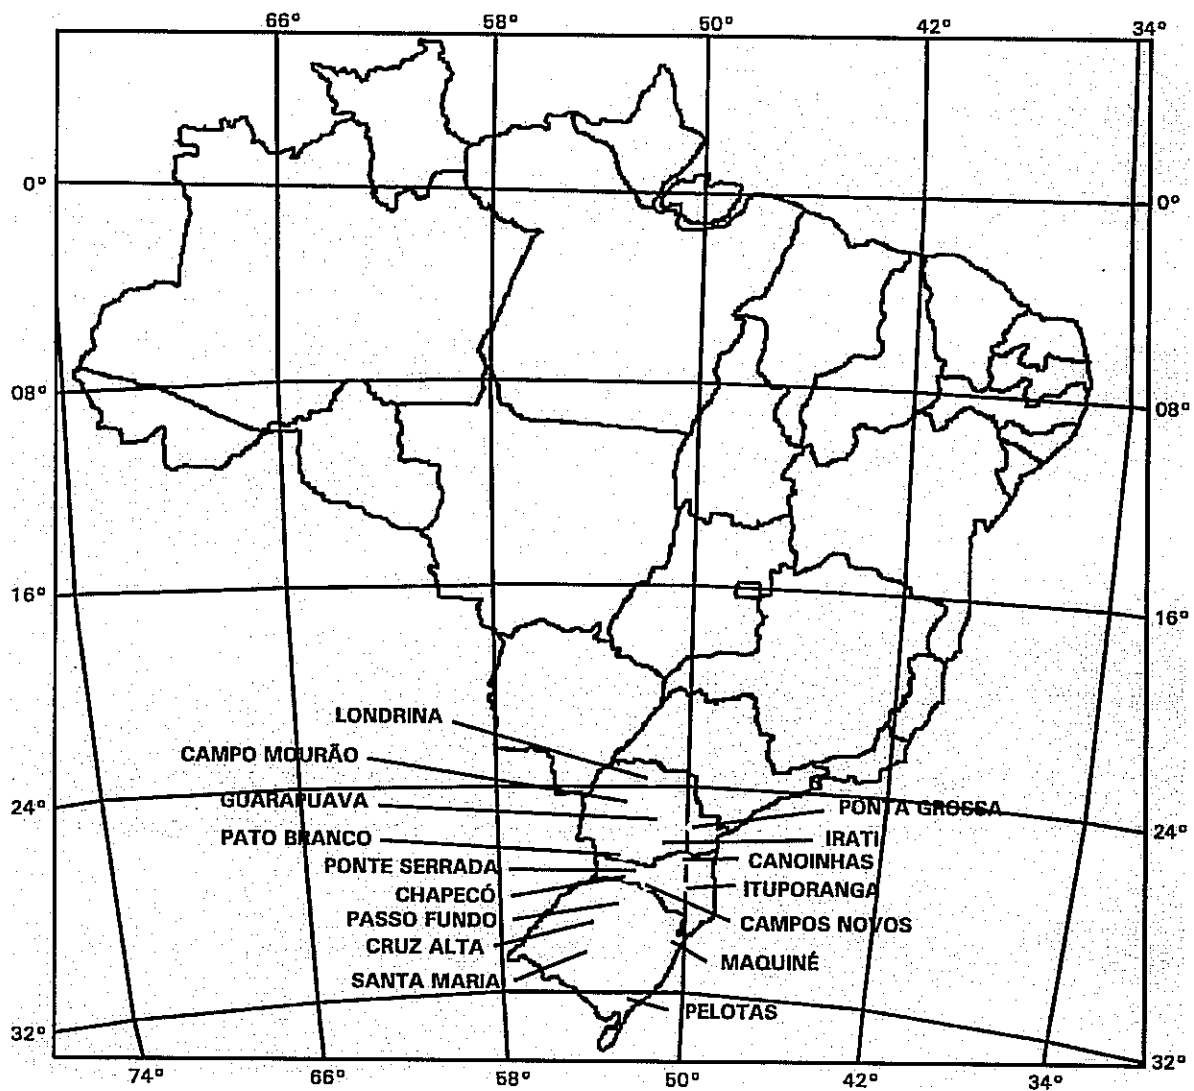 66° 58° 50° 42° 34°
0° 0°
08° 08°
16° 16°
LONDRINA
CAMPO MOURÃO
GUARAPUAVA
PONTA GROSSA
24° 24°
PATO BRANCO
IRATI
PONTE SERRADA
CANOINHAS
CHAPECÓ
ITUPORANGA
PASSO FUNDO
CAMPOS NOVOS
CRUZ ALTA
MAQUINÉ
SANTA MARIA
PELOTAS
32° 32°
74° 66° 58° 50° 42° 34°